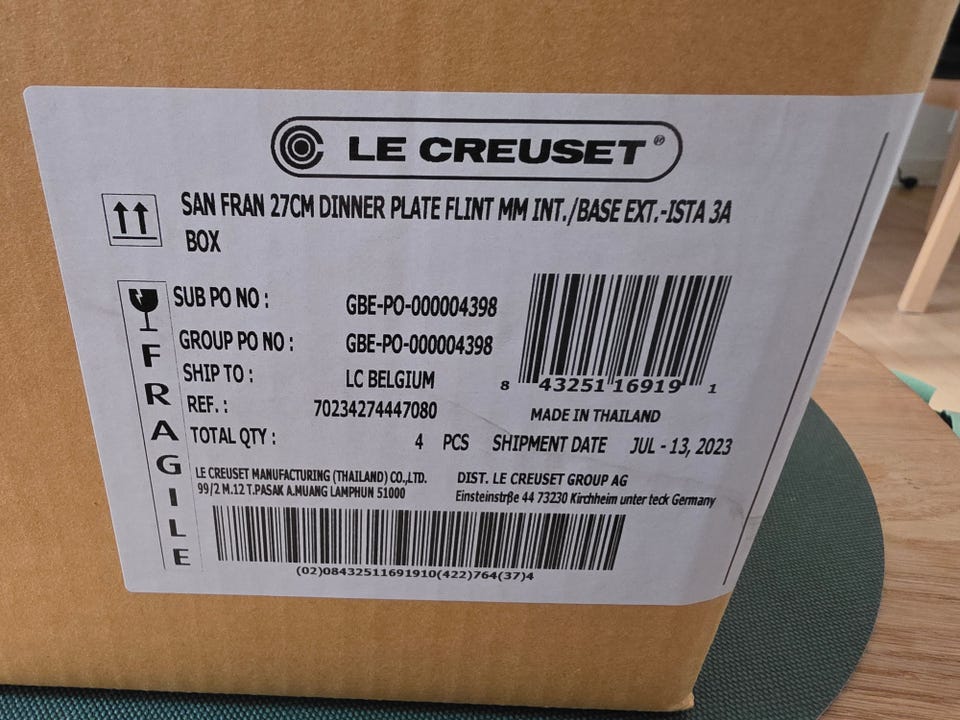 LE CREUSET®
SAN FRAN 27CM DINNER PLATE FLINT MM INT./BASE EXT.-ISTA 3A
BOX
FRAGILE
SUB PO NO : GBE-PO-000004398
GROUP PO NO : GBE-PO-000004398
SHIP TO : LC BELGIUM
REF. : 70234274447080
8 43251 16919 1
MADE IN THAILAND
TOTAL QTY : 4 PCS SHIPMENT DATE JUL - 13, 2023
LE CREUSET MANUFACTURING (THAILAND) CO.,LTD.
99/2 M.12 T.PASAK A.MUANG LAMPHUN 51000
DIST. LE CREUSET GROUP AG
Einsteinstrβe 44 73230 Kirchheim unter teck Germany
(02)08432511691910(422)764(37)4